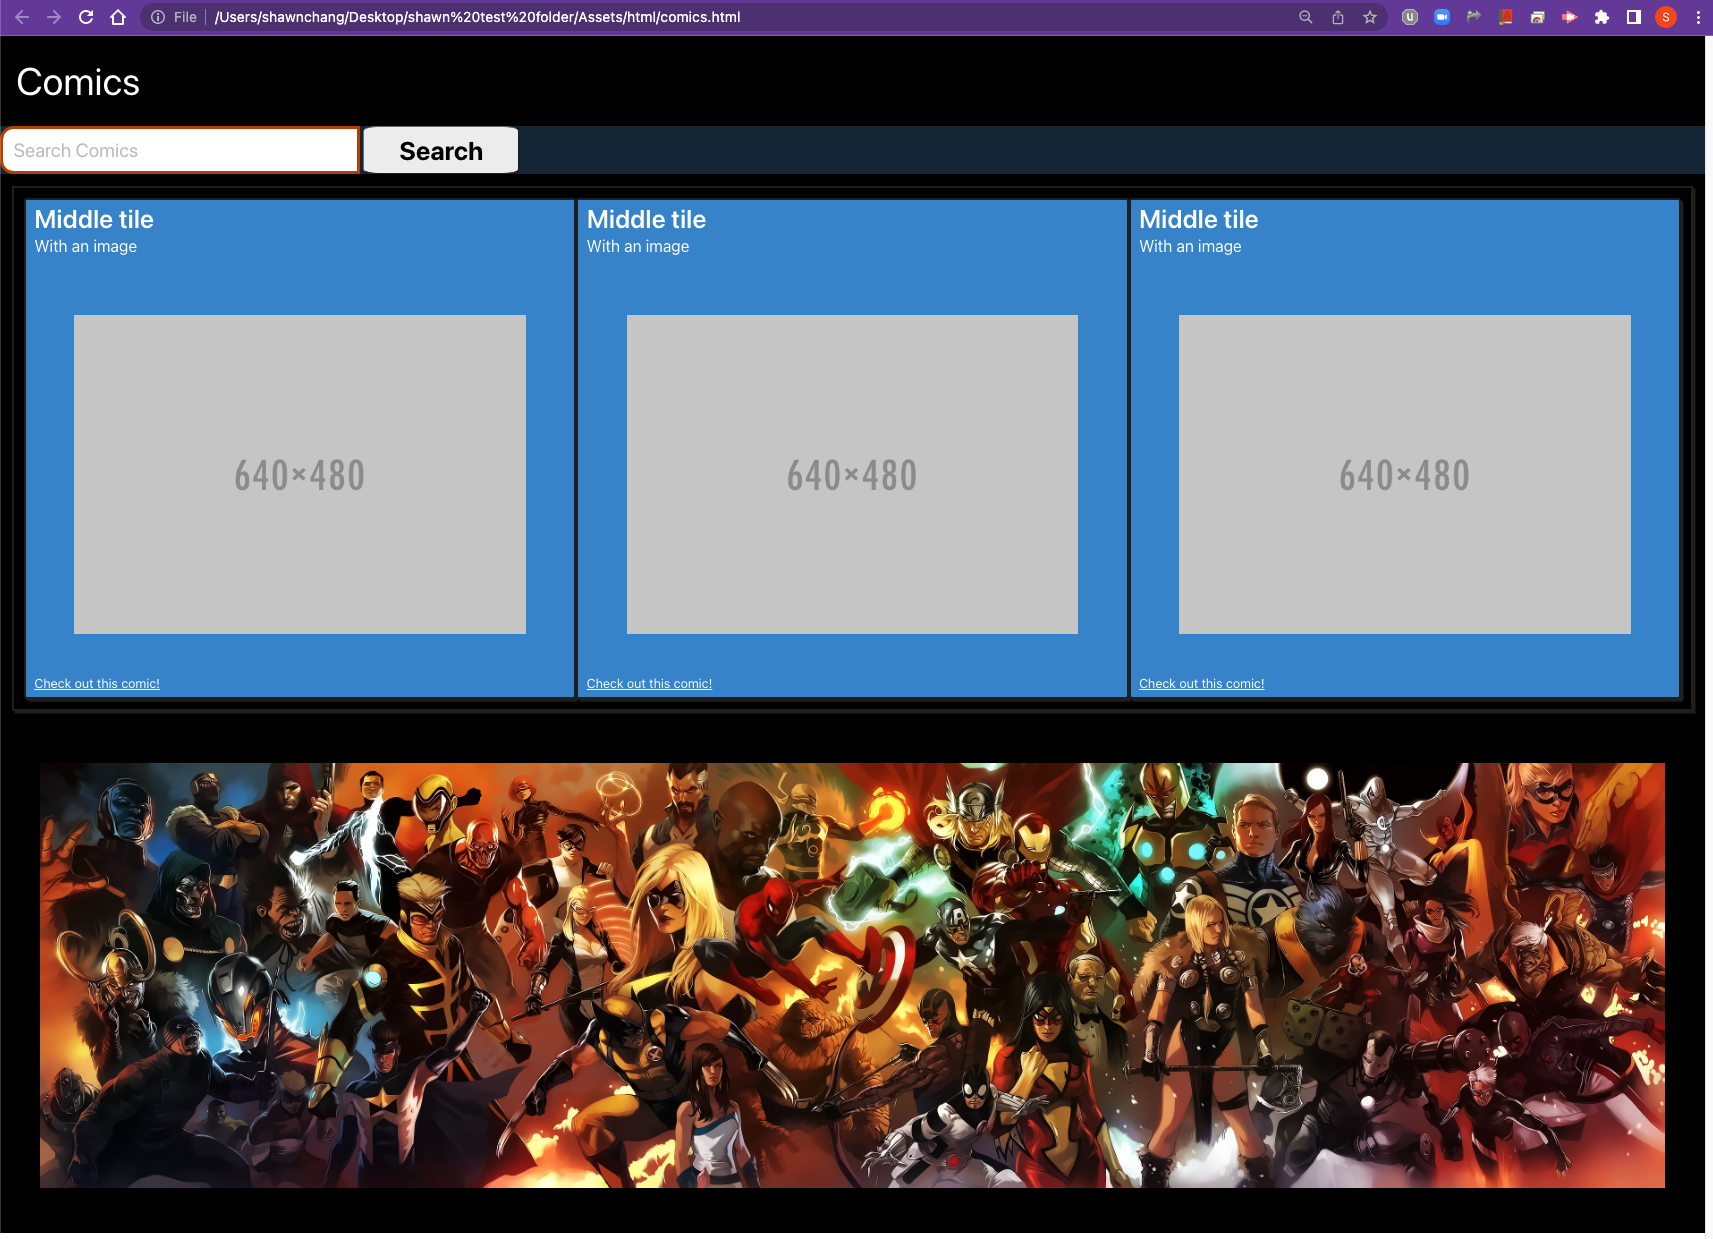 File /Users/shawnchang/Desktop/shawn%20test%20folder/Assets/html/comics.html
U
S
Comics
Search Comics
Search
Middle tile
With an image
640×480
Check out this comic!
Middle tile
With an image
640×480
Check out this comic!
Middle tile
With an image
640×480
Check out this comic!